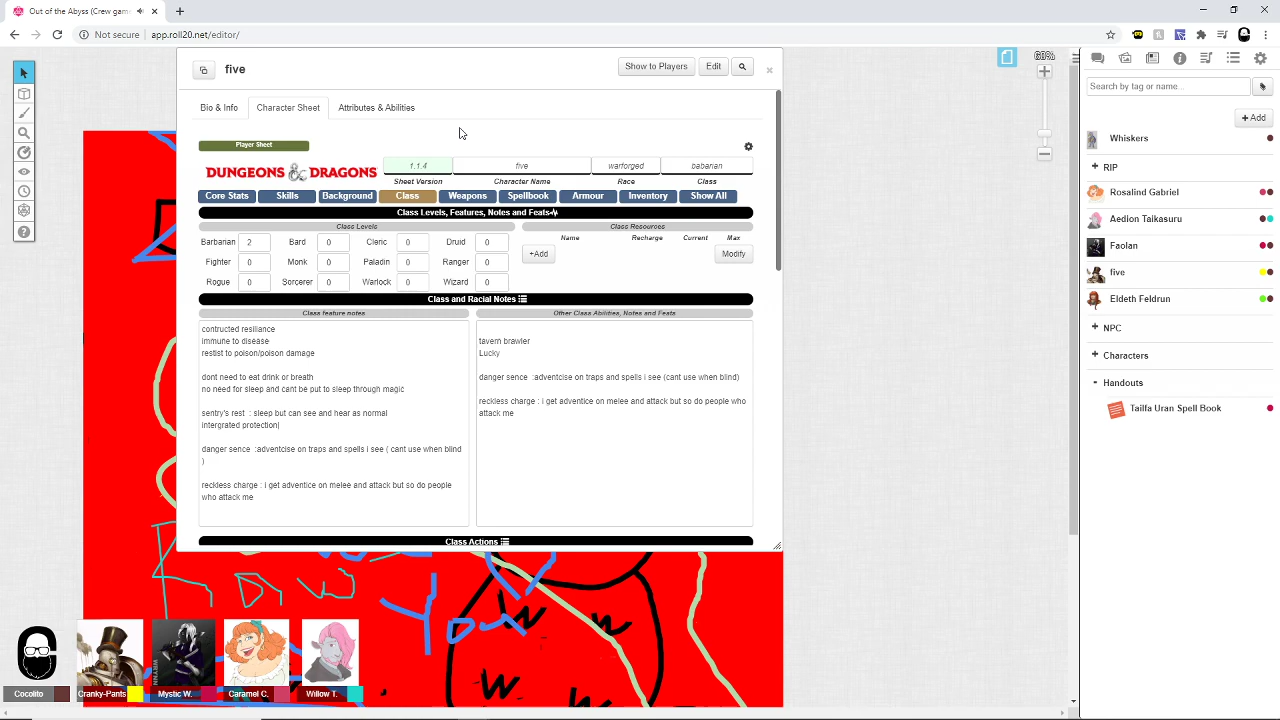 Out of the Abyss (Crew gam
Not secure | app.roll20.net/editor/
five
Show to Players
Edit
Bio & Info
Character Sheet
Attributes & Abilities
Player Sheet
DUNGEONS & DRAGONS
1.1.4
five
warforged
babarian
Sheet Version
Character Name
Race
Class
Core Stats
Skills
Background
Class
Weapons
Spellbook
Armour
Inventory
Show All
Class Levels, Features, Notes and Feats
Class Levels
Class Resources
Barbarian 2 Bard 0 Cleric 0 Druid 0
Fighter 0 Monk 0 Paladin 0 Ranger 0
Rogue 0 Sorcerer 0 Warlock 0 Wizard 0
Name Recharge Current Max
+Add
Modify
Class and Racial Notes
Class feature notes
Other Class Abilities, Notes and Feats
contructed resiliance
immune to disease
restist to poison/poison damage
dont need to eat drink or breath
no need for sleep and cant be put to sleep through magic
sentry's rest : sleep but can see and hear as normal
intergrated protection
danger sence :adventcise on traps and spells i see ( cant use when blind
)
reckless charge : i get adventice on melee and attack but so do people
who attack me
tavern brawler
Lucky
danger sence :adventcise on traps and spells i see (cant use when blind)
reckless charge : i get adventice on melee and attack but so do people who
attack me
Class Actions
60%
Search by tag or name...
+ Add
Whiskers
RIP
Rosalind Gabriel
Aedion Taikasuru
Faolan
five
Eldeth Feldrun
NPC
Characters
Handouts
Tailfa Uran Spell Book
You
W W
W W
Cocolito
Cranky-Pants
Mystic W.
Caramel C.
Willow T.